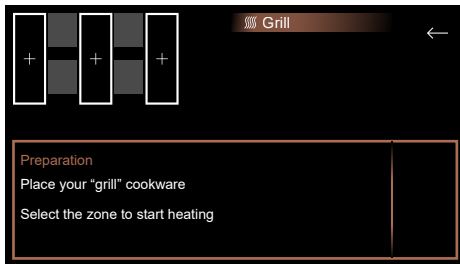 Grill
Preparation
Place your “grill” cookware
Select the zone to start heating